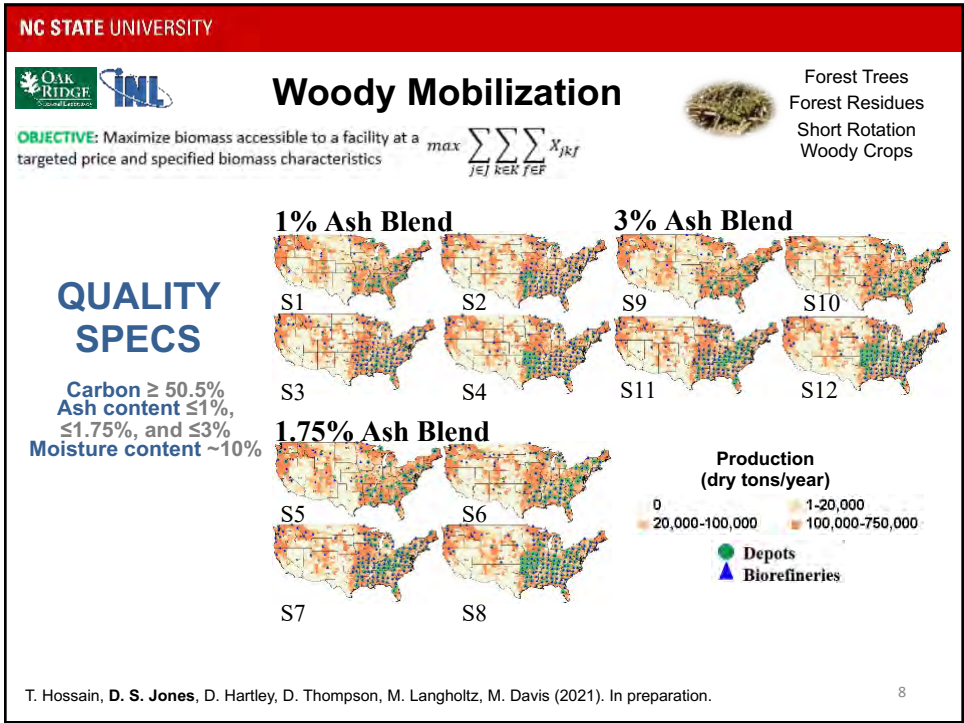 NC STATE UNIVERSITY
OAK
RIDGE
National Laboratory
INL
Woody Mobilization
Forest Trees
Forest Residues
Short Rotation
Woody Crops
OBJECTIVE: Maximize biomass accessible to a facility at a
targeted price and specified biomass characteristics
max ∑ ∑ ∑ X_jkf
j∈J k∈K f∈F
QUALITY
SPECS
Carbon ≥ 50.5%
Ash content ≤1%,
≤1.75%, and ≤3%
Moisture content ~10%
1% Ash Blend
S1 S2
S3 S4
1.75% Ash Blend
S5 S6
S7 S8
3% Ash Blend
S9 S10
S11 S12
Production
(dry tons/year)
0 1-20,000
20,000-100,000 100,000-750,000
Depots
Biorefineries
T. Hossain, D. S. Jones, D. Hartley, D. Thompson, M. Langholtz, M. Davis (2021). In preparation.
8